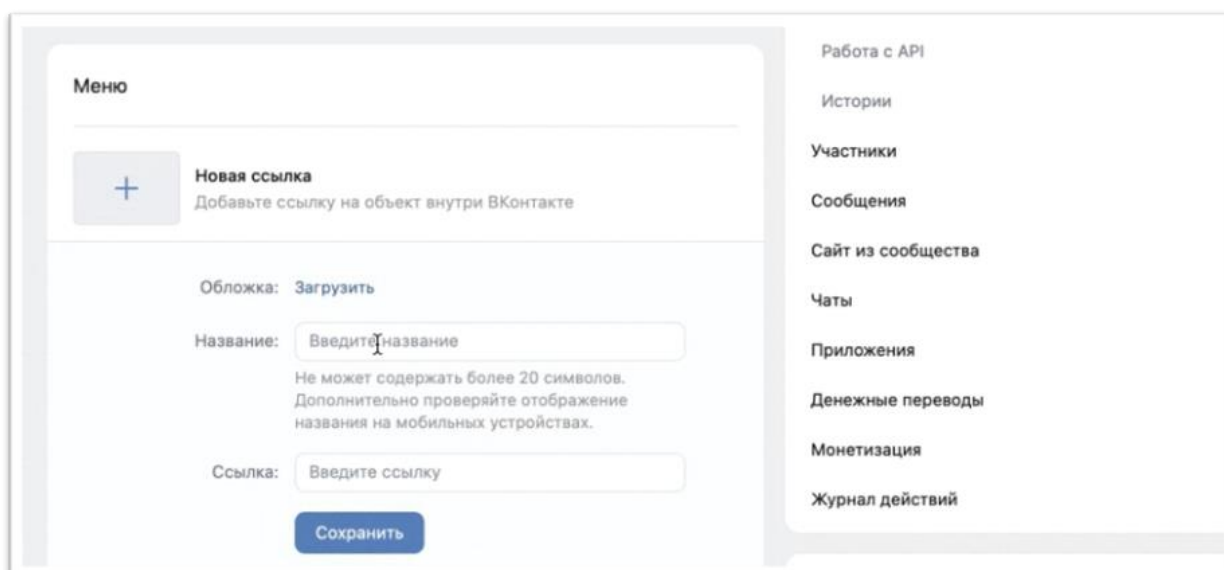 Меню
Новая ссылка
Добавьте ссылку на объект внутри ВКонтакте
Обложка: Загрузить
Название: Введите название
Не может содержать более 20 символов.
Дополнительно проверяйте отображение
названия на мобильных устройствах.
Ссылка: Введите ссылку
Сохранить
Работа с API
Истории
Участники
Сообщения
Сайт из сообщества
Чаты
Приложения
Денежные переводы
Монетизация
Журнал действий